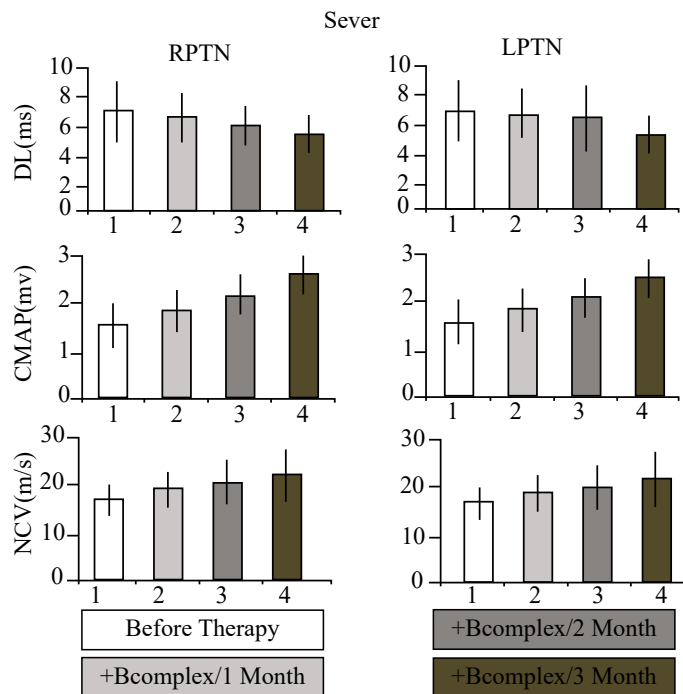 Sever
RPTN
LPTN
DL(ms)
10
8
6
4
2
0
1 2 3 4
10
8
6
4
2
0
1 2 3 4
CMAP(mv)
3
2
1
0
1 2 3 4
3
2
1
0
1 2 3 4
NCV(m/s)
30
20
10
0
1 2 3 4
30
20
10
0
1 2 3 4
Before Therapy
+Bcomplex/2 Month
+Bcomplex/1 Month
+Bcomplex/3 Month